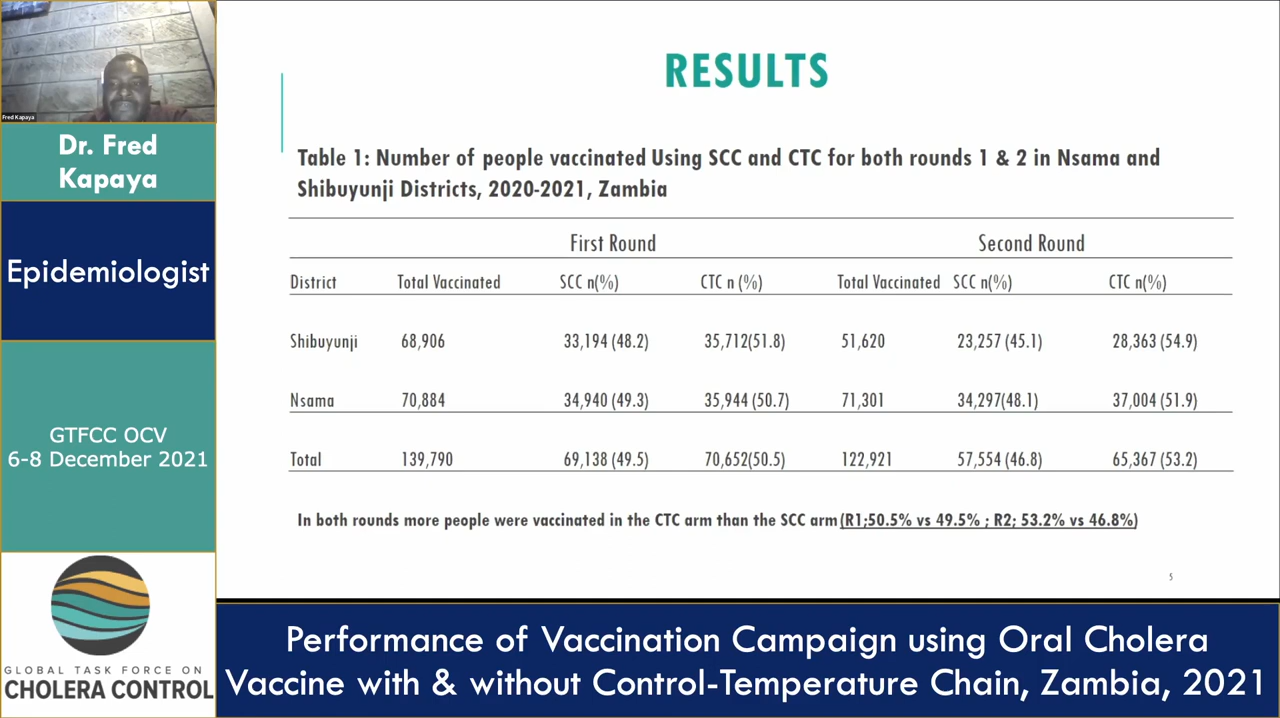 Fred Kapaya
Dr. Fred
Kapaya
Epidemiologist
GTFCC OCV
6-8 December 2021
GLOBAL TASK FORCE ON
CHOLERA CONTROL
RESULTS
Table 1: Number of people vaccinated Using SCC and CTC for both rounds 1 & 2 in Nsama and
Shibuyunji Districts, 2020-2021, Zambia
First Round Second Round
District Total Vaccinated SCC n(%) CTC n (%) Total Vaccinated SCC n(%) CTC n(%)
Shibuyunji 68,906 33,194 (48.2) 35,712(51.8) 51,620 23,257 (45.1) 28,363 (54.9)
Nsama 70,884 34,940 (49.3) 35,944 (50.7) 71,301 34,297(48.1) 37,004 (51.9)
Total 139,790 69,138 (49.5) 70,652(50.5) 122,921 57,554 (46.8) 65,367 (53.2)
In both rounds more people were vaccinated in the CTC arm than the SCC arm (R1;50.5% vs 49.5% ; R2; 53.2% vs 46.8%)
5
Performance of Vaccination Campaign using Oral Cholera
Vaccine with & without Control-Temperature Chain, Zambia, 2021